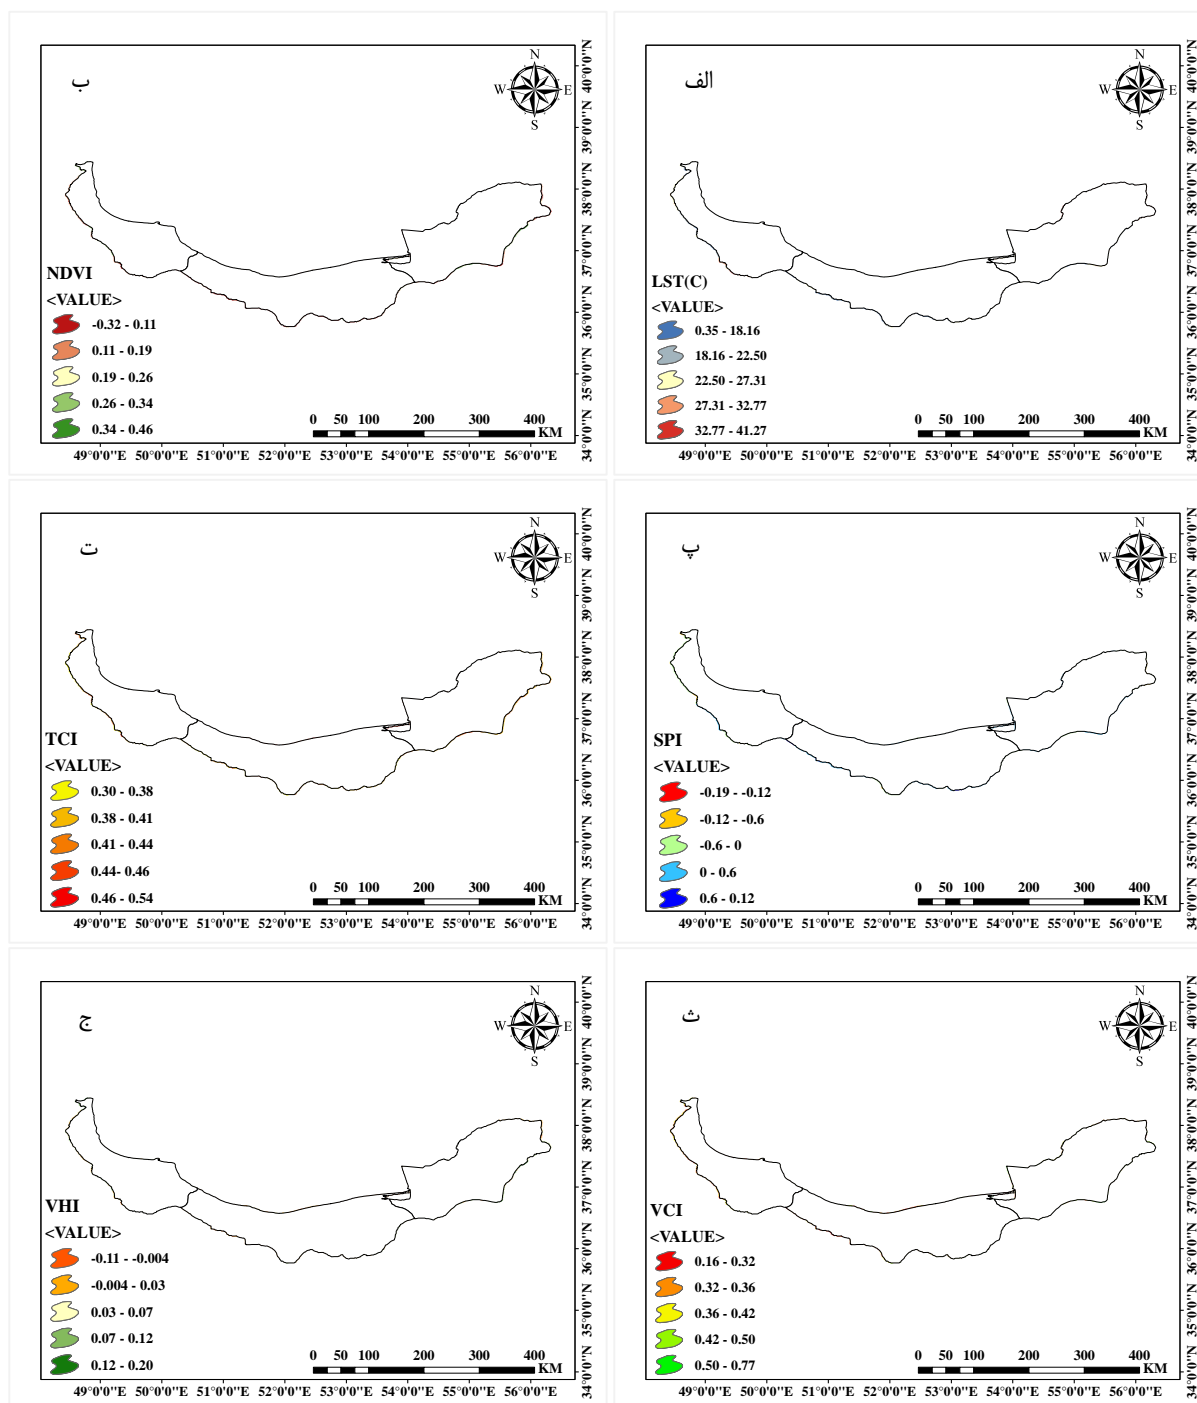 الف
N
W E
S
LST(C)
<VALUE>
0.35 - 18.16
18.16 - 22.50
22.50 - 27.31
27.31 - 32.77
32.77 - 41.27
0 50 100 200 300 400
KM
49°0'0"E 50°0'0"E 51°0'0"E 52°0'0"E 53°0'0"E 54°0'0"E 55°0'0"E 56°0'0"E
34°0'0"N 35°0'0"N 36°0'0"N 37°0'0"N 38°0'0"N 39°0'0"N 40°0'0"N
ب
N
W E
S
NDVI
<VALUE>
-0.32 - 0.11
0.11 - 0.19
0.19 - 0.26
0.26 - 0.34
0.34 - 0.46
0 50 100 200 300 400
KM
49°0'0"E 50°0'0"E 51°0'0"E 52°0'0"E 53°0'0"E 54°0'0"E 55°0'0"E 56°0'0"E
34°0'0"N 35°0'0"N 36°0'0"N 37°0'0"N 38°0'0"N 39°0'0"N 40°0'0"N
پ
N
W E
S
SPI
<VALUE>
-0.19 - -0.12
-0.12 - -0.6
-0.6 - 0
0 - 0.6
0.6 - 0.12
0 50 100 200 300 400
KM
49°0'0"E 50°0'0"E 51°0'0"E 52°0'0"E 53°0'0"E 54°0'0"E 55°0'0"E 56°0'0"E
34°0'0"N 35°0'0"N 36°0'0"N 37°0'0"N 38°0'0"N 39°0'0"N 40°0'0"N
ت
N
W E
S
TCI
<VALUE>
0.30 - 0.38
0.38 - 0.41
0.41 - 0.44
0.44- 0.46
0.46 - 0.54
0 50 100 200 300 400
KM
49°0'0"E 50°0'0"E 51°0'0"E 52°0'0"E 53°0'0"E 54°0'0"E 55°0'0"E 56°0'0"E
34°0'0"N 35°0'0"N 36°0'0"N 37°0'0"N 38°0'0"N 39°0'0"N 40°0'0"N
ث
N
W E
S
VCI
<VALUE>
0.16 - 0.32
0.32 - 0.36
0.36 - 0.42
0.42 - 0.50
0.50 - 0.77
0 50 100 200 300 400
KM
49°0'0"E 50°0'0"E 51°0'0"E 52°0'0"E 53°0'0"E 54°0'0"E 55°0'0"E 56°0'0"E
34°0'0"N 35°0'0"N 36°0'0"N 37°0'0"N 38°0'0"N 39°0'0"N 40°0'0"N
ج
N
W E
S
VHI
<VALUE>
-0.11 - -0.004
-0.004 - 0.03
0.03 - 0.07
0.07 - 0.12
0.12 - 0.20
0 50 100 200 300 400
KM
49°0'0"E 50°0'0"E 51°0'0"E 52°0'0"E 53°0'0"E 54°0'0"E 55°0'0"E 56°0'0"E
34°0'0"N 35°0'0"N 36°0'0"N 37°0'0"N 38°0'0"N 39°0'0"N 40°0'0"N